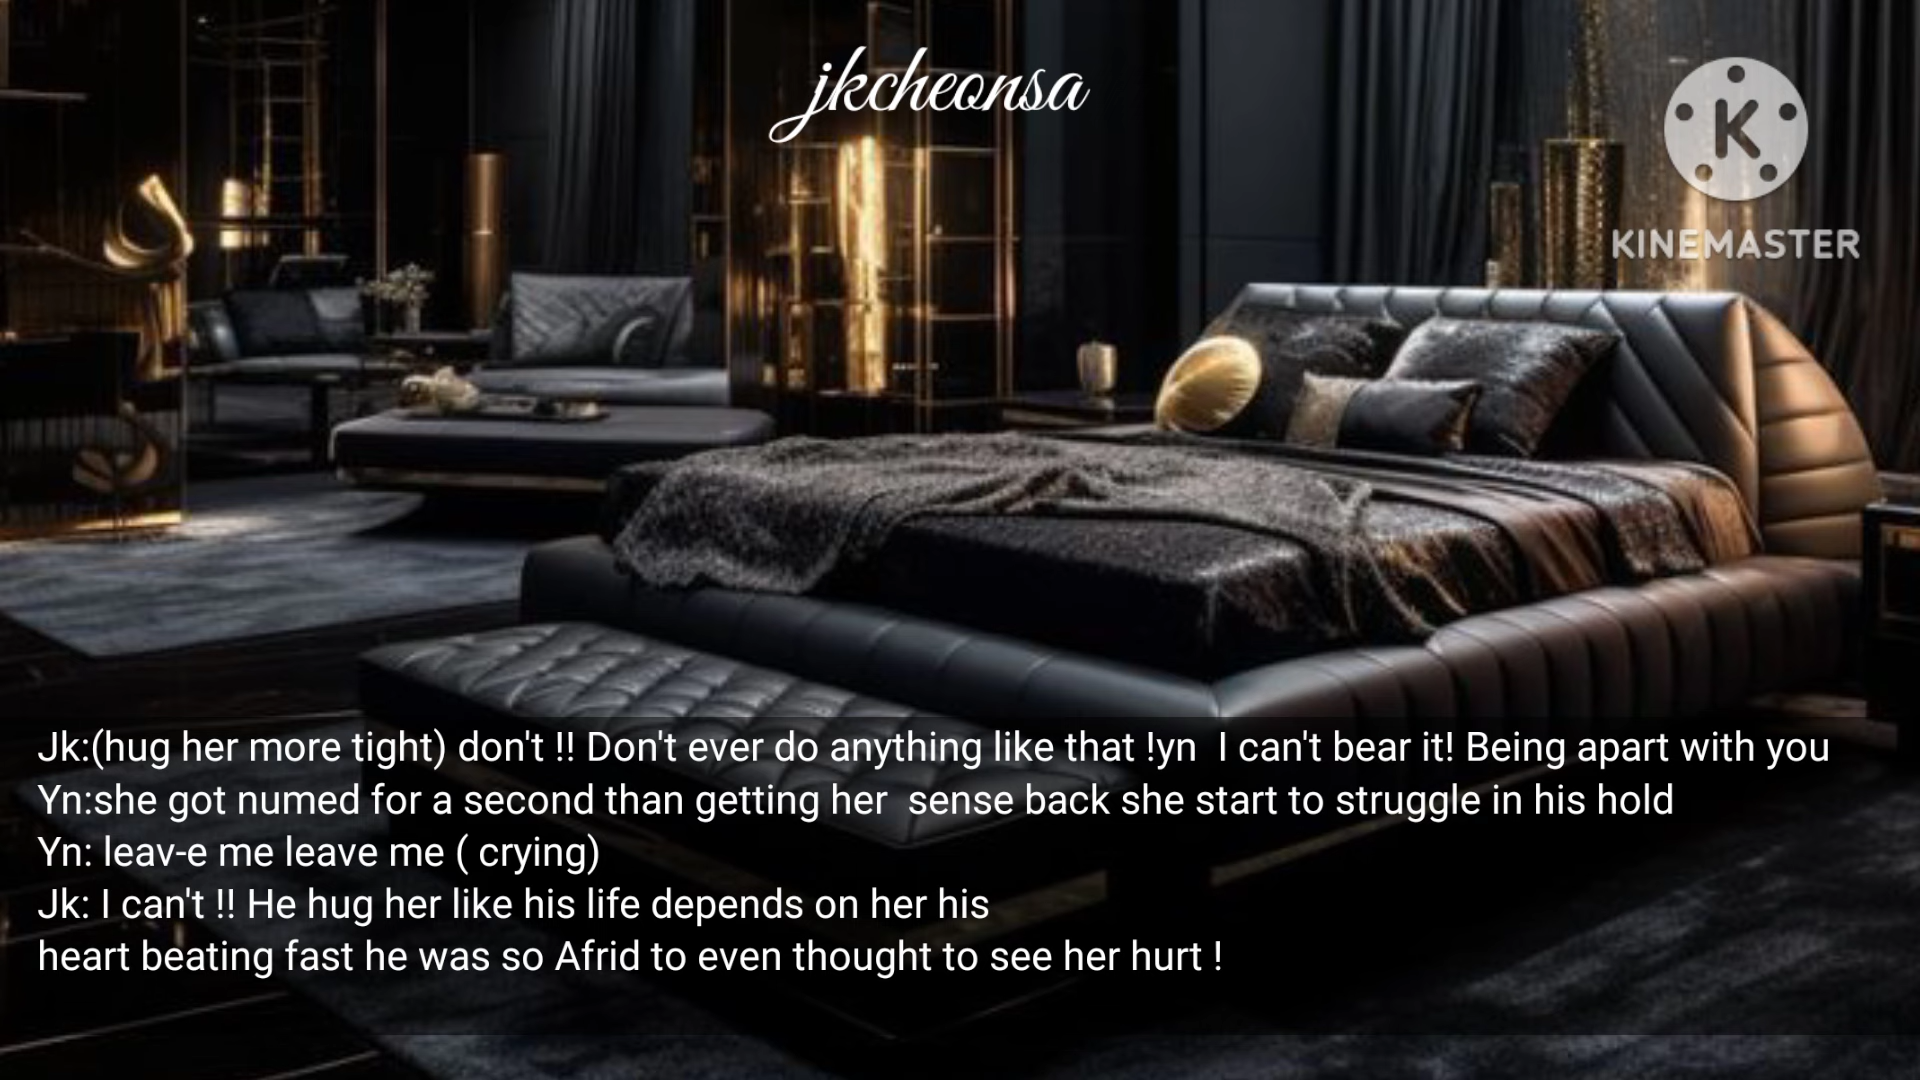 jkcheonsa
K
KINEMASTER
Jk:(hug her more tight) don't !! Don't ever do anything like that !yn  I can't bear it! Being apart with you
Yn:she got numed for a second than getting her  sense back she start to struggle in his hold
Yn: leav-e me leave me ( crying)
Jk: I can't !! He hug her like his life depends on her his
heart beating fast he was so Afrid to even thought to see her hurt !